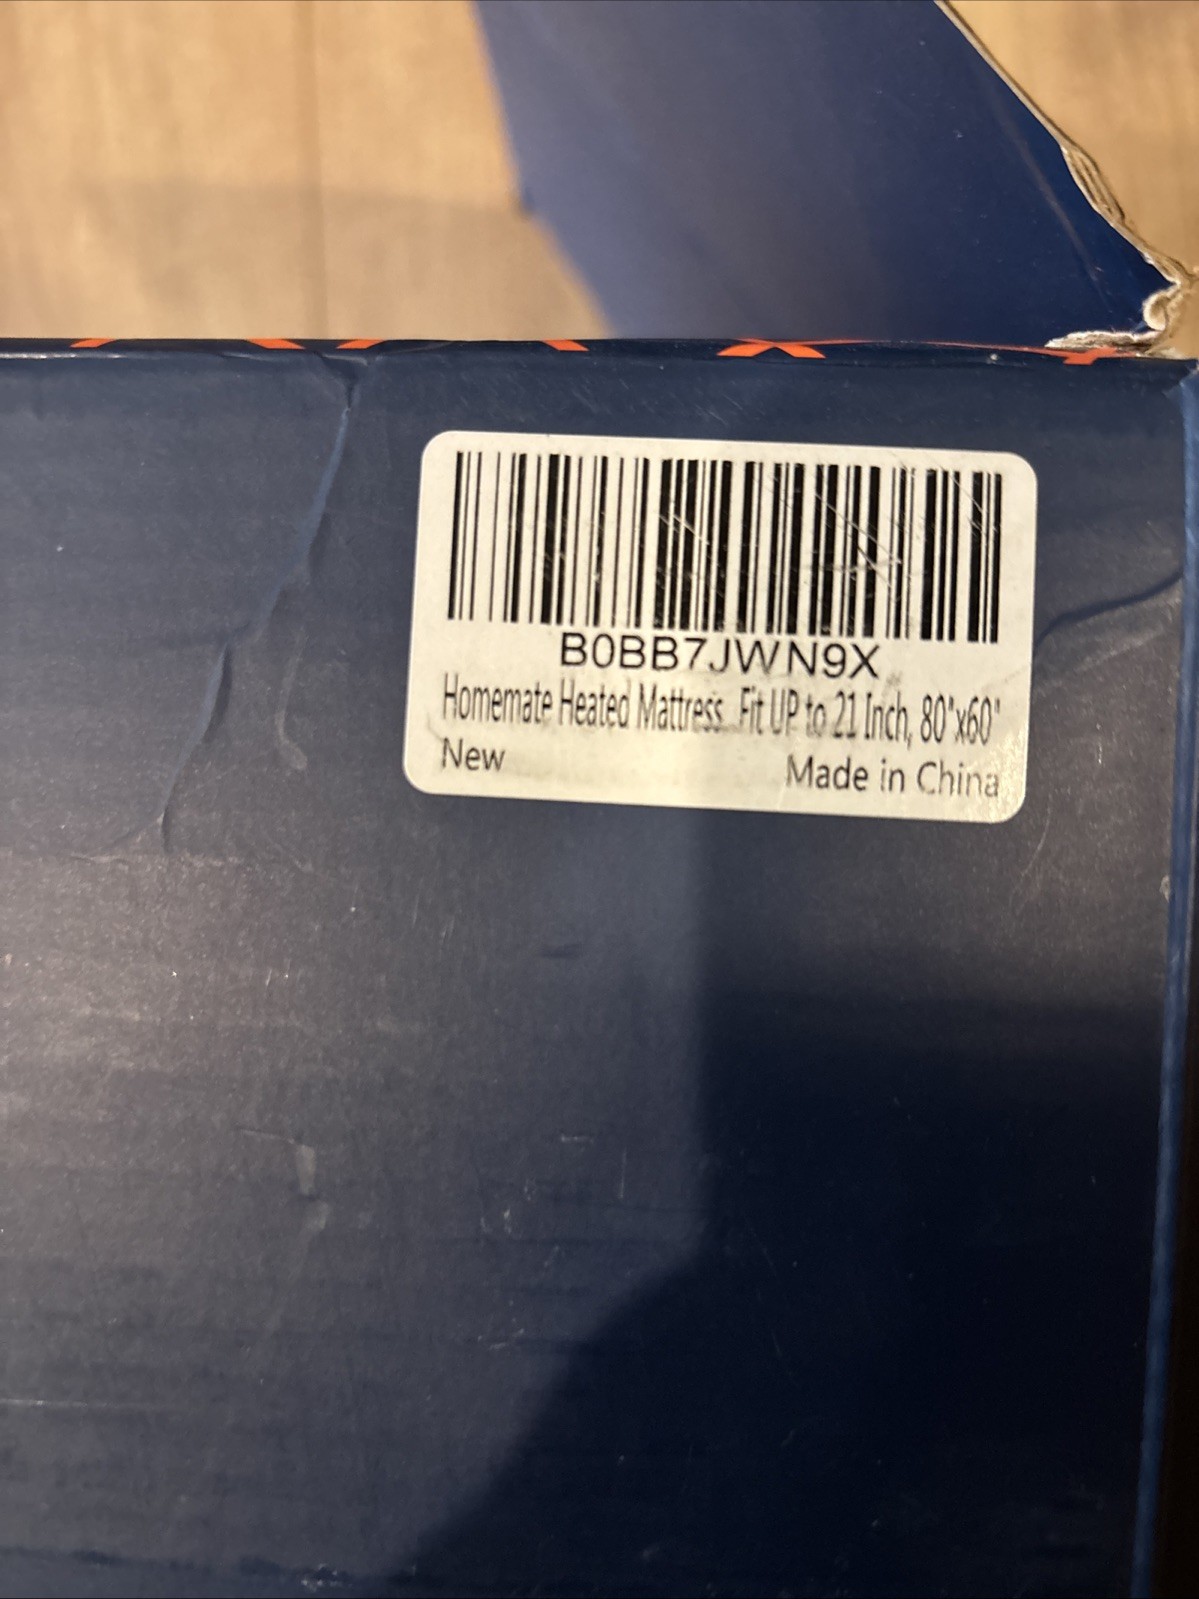 B0BB7JWN9X
Homemate Heated Mattress Fit UP to 21 Inch, 80"x60"
New
Made in China